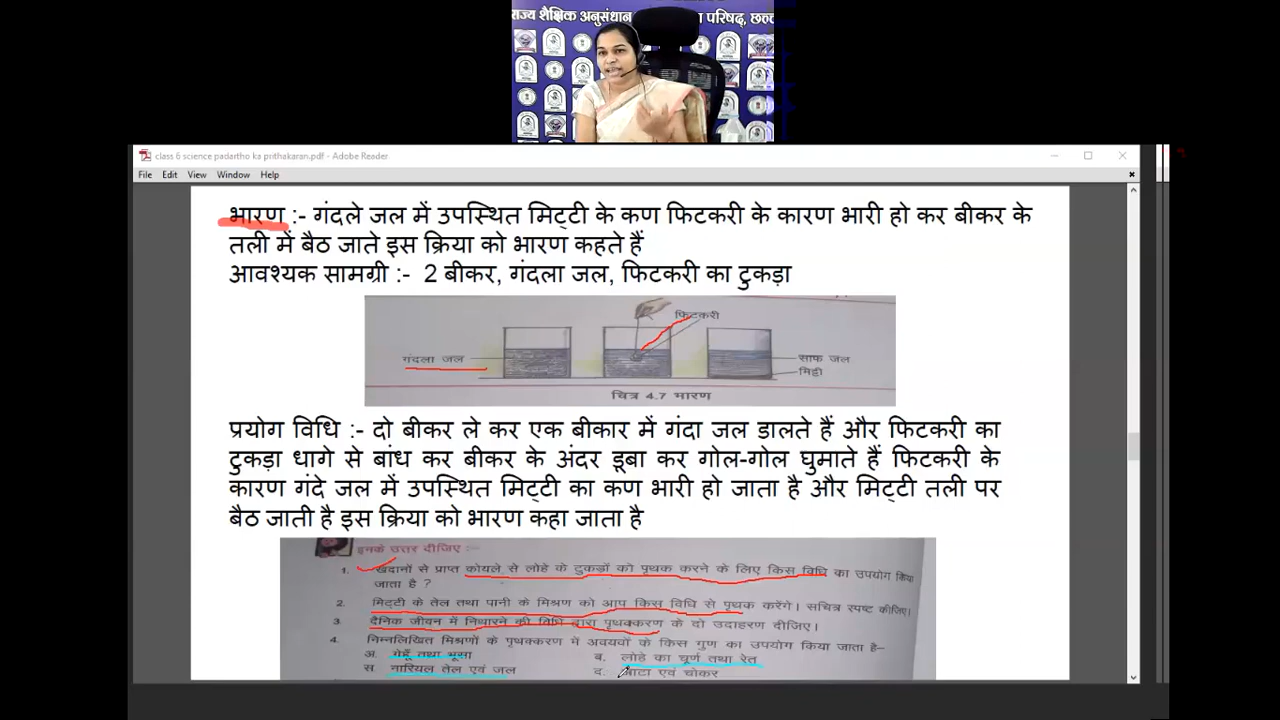 राज्य शैक्षिक अनुसंधान परिषद्, छत्
class 6 science padartho ka prithakaran.pdf - Adobe Reader
File Edit View Window Help
भारण :- गंदले जल में उपस्थित मिट्टी के कण फिटकरी के कारण भारी हो कर बीकर के
तली में बैठ जाते इस क्रिया को भारण कहते हैं
आवश्यक सामग्री :- 2 बीकर, गंदला जल, फिटकरी का टुकड़ा
फिटकरी
गंदला जल
साफ जल
मिट्टी
चित्र 4.7 भारण
प्रयोग विधि :- दो बीकर ले कर एक बीकार में गंदा जल डालते हैं और फिटकरी का
टुकड़ा धागे से बांध कर बीकर के अंदर डूबा कर गोल-गोल घुमाते हैं फिटकरी के
कारण गंदे जल में उपस्थित मिट्टी का कण भारी हो जाता है और मिट्टी तली पर
बैठ जाती है इस क्रिया को भारण कहा जाता है
इनके उत्तर दीजिए :-
1. खदानों से प्राप्त कोयले से लोहे के टुकड़ों को पृथक करने के लिए किस विधि का उपयोग किया
जाता है ?
2. मिट्टी के तेल तथा पानी के मिश्रण को आप किस विधि से पृथक करेंगे। सचित्र स्पष्ट कीजिए।
3. दैनिक जीवन में निथारने की विधि द्वारा पृथक्करण के दो उदाहरण दीजिए।
4. निम्नलिखित मिश्रणों के पृथक्करण में अवयवों के किस गुण का उपयोग किया जाता है–
अ. गेहूँ तथा भूसा ब. लोहे का चूर्ण तथा रेत
स. नारियल तेल एवं जल द. आटा एवं चोकर